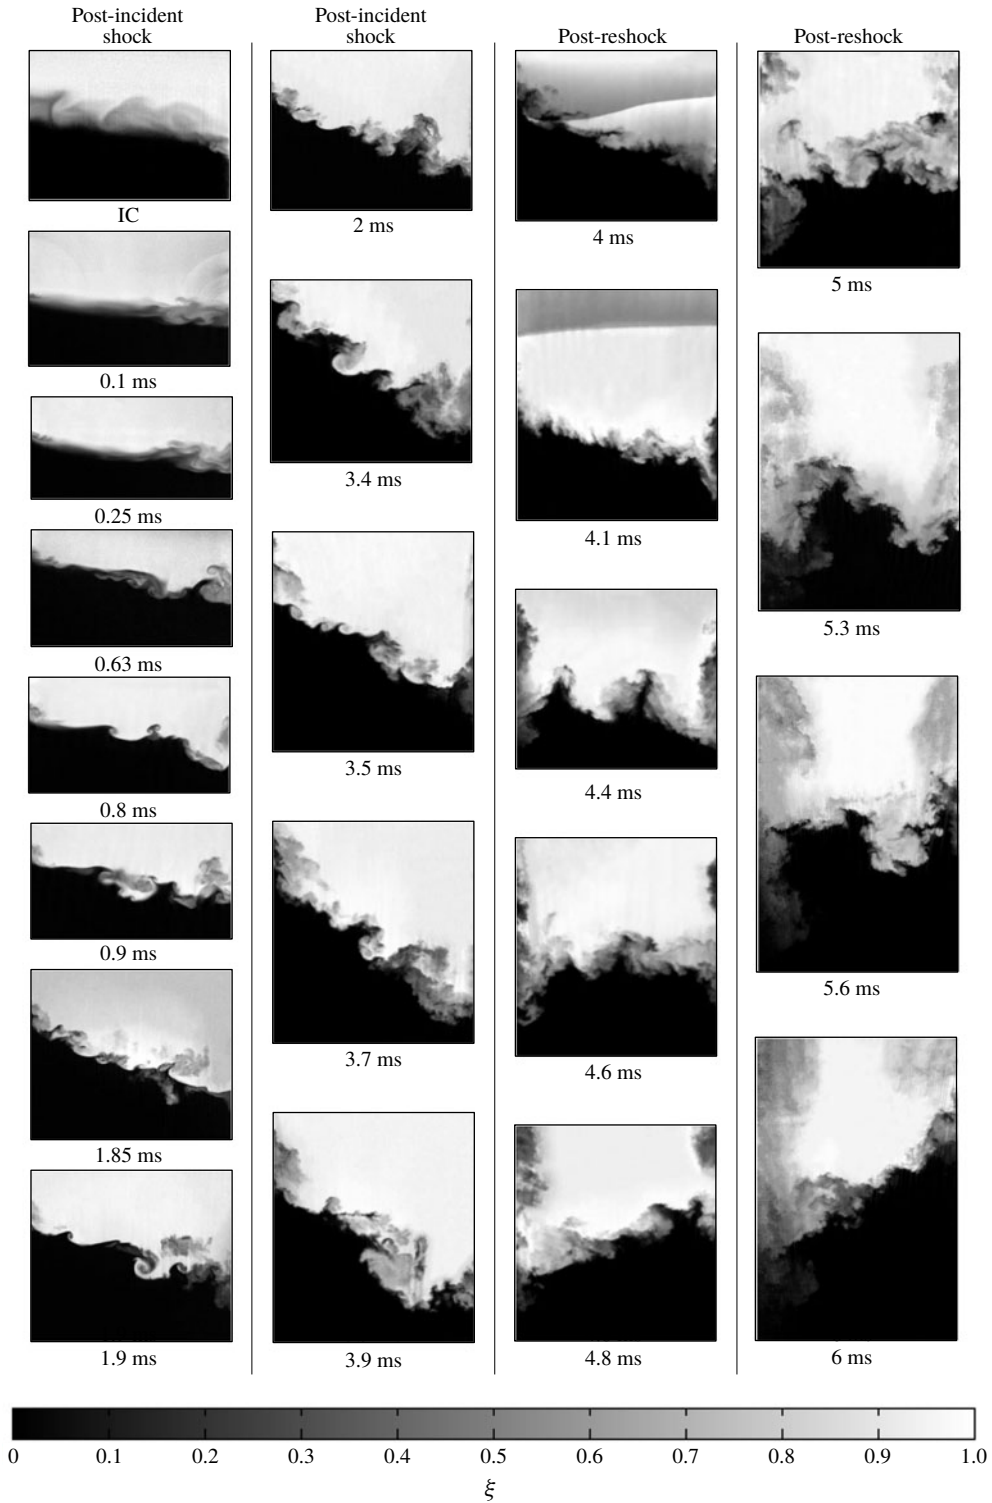 Post-incident
shock
IC
0.1 ms
0.25 ms
0.63 ms
0.8 ms
0.9 ms
1.85 ms
1.9 ms
Post-incident
shock
2 ms
3.4 ms
3.5 ms
3.7 ms
3.9 ms
Post-reshock
4 ms
4.1 ms
4.4 ms
4.6 ms
4.8 ms
Post-reshock
5 ms
5.3 ms
5.6 ms
6 ms
0 0.1 0.2 0.3 0.4 0.5 0.6 0.7 0.8 0.9 1.0
ξ